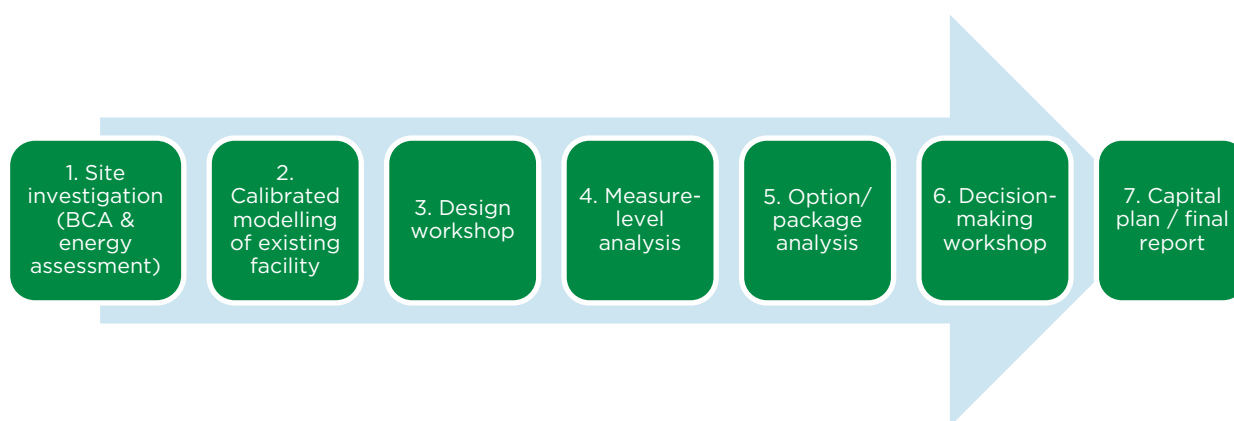 1. Site
investigation
(BCA &
energy
assessment)
2.
Calibrated
modelling
of existing
facility
3. Design
workshop
4. Measure-
level
analysis
5. Option/
package
analysis
6. Decision-
making
workshop
7. Capital
plan / final
report